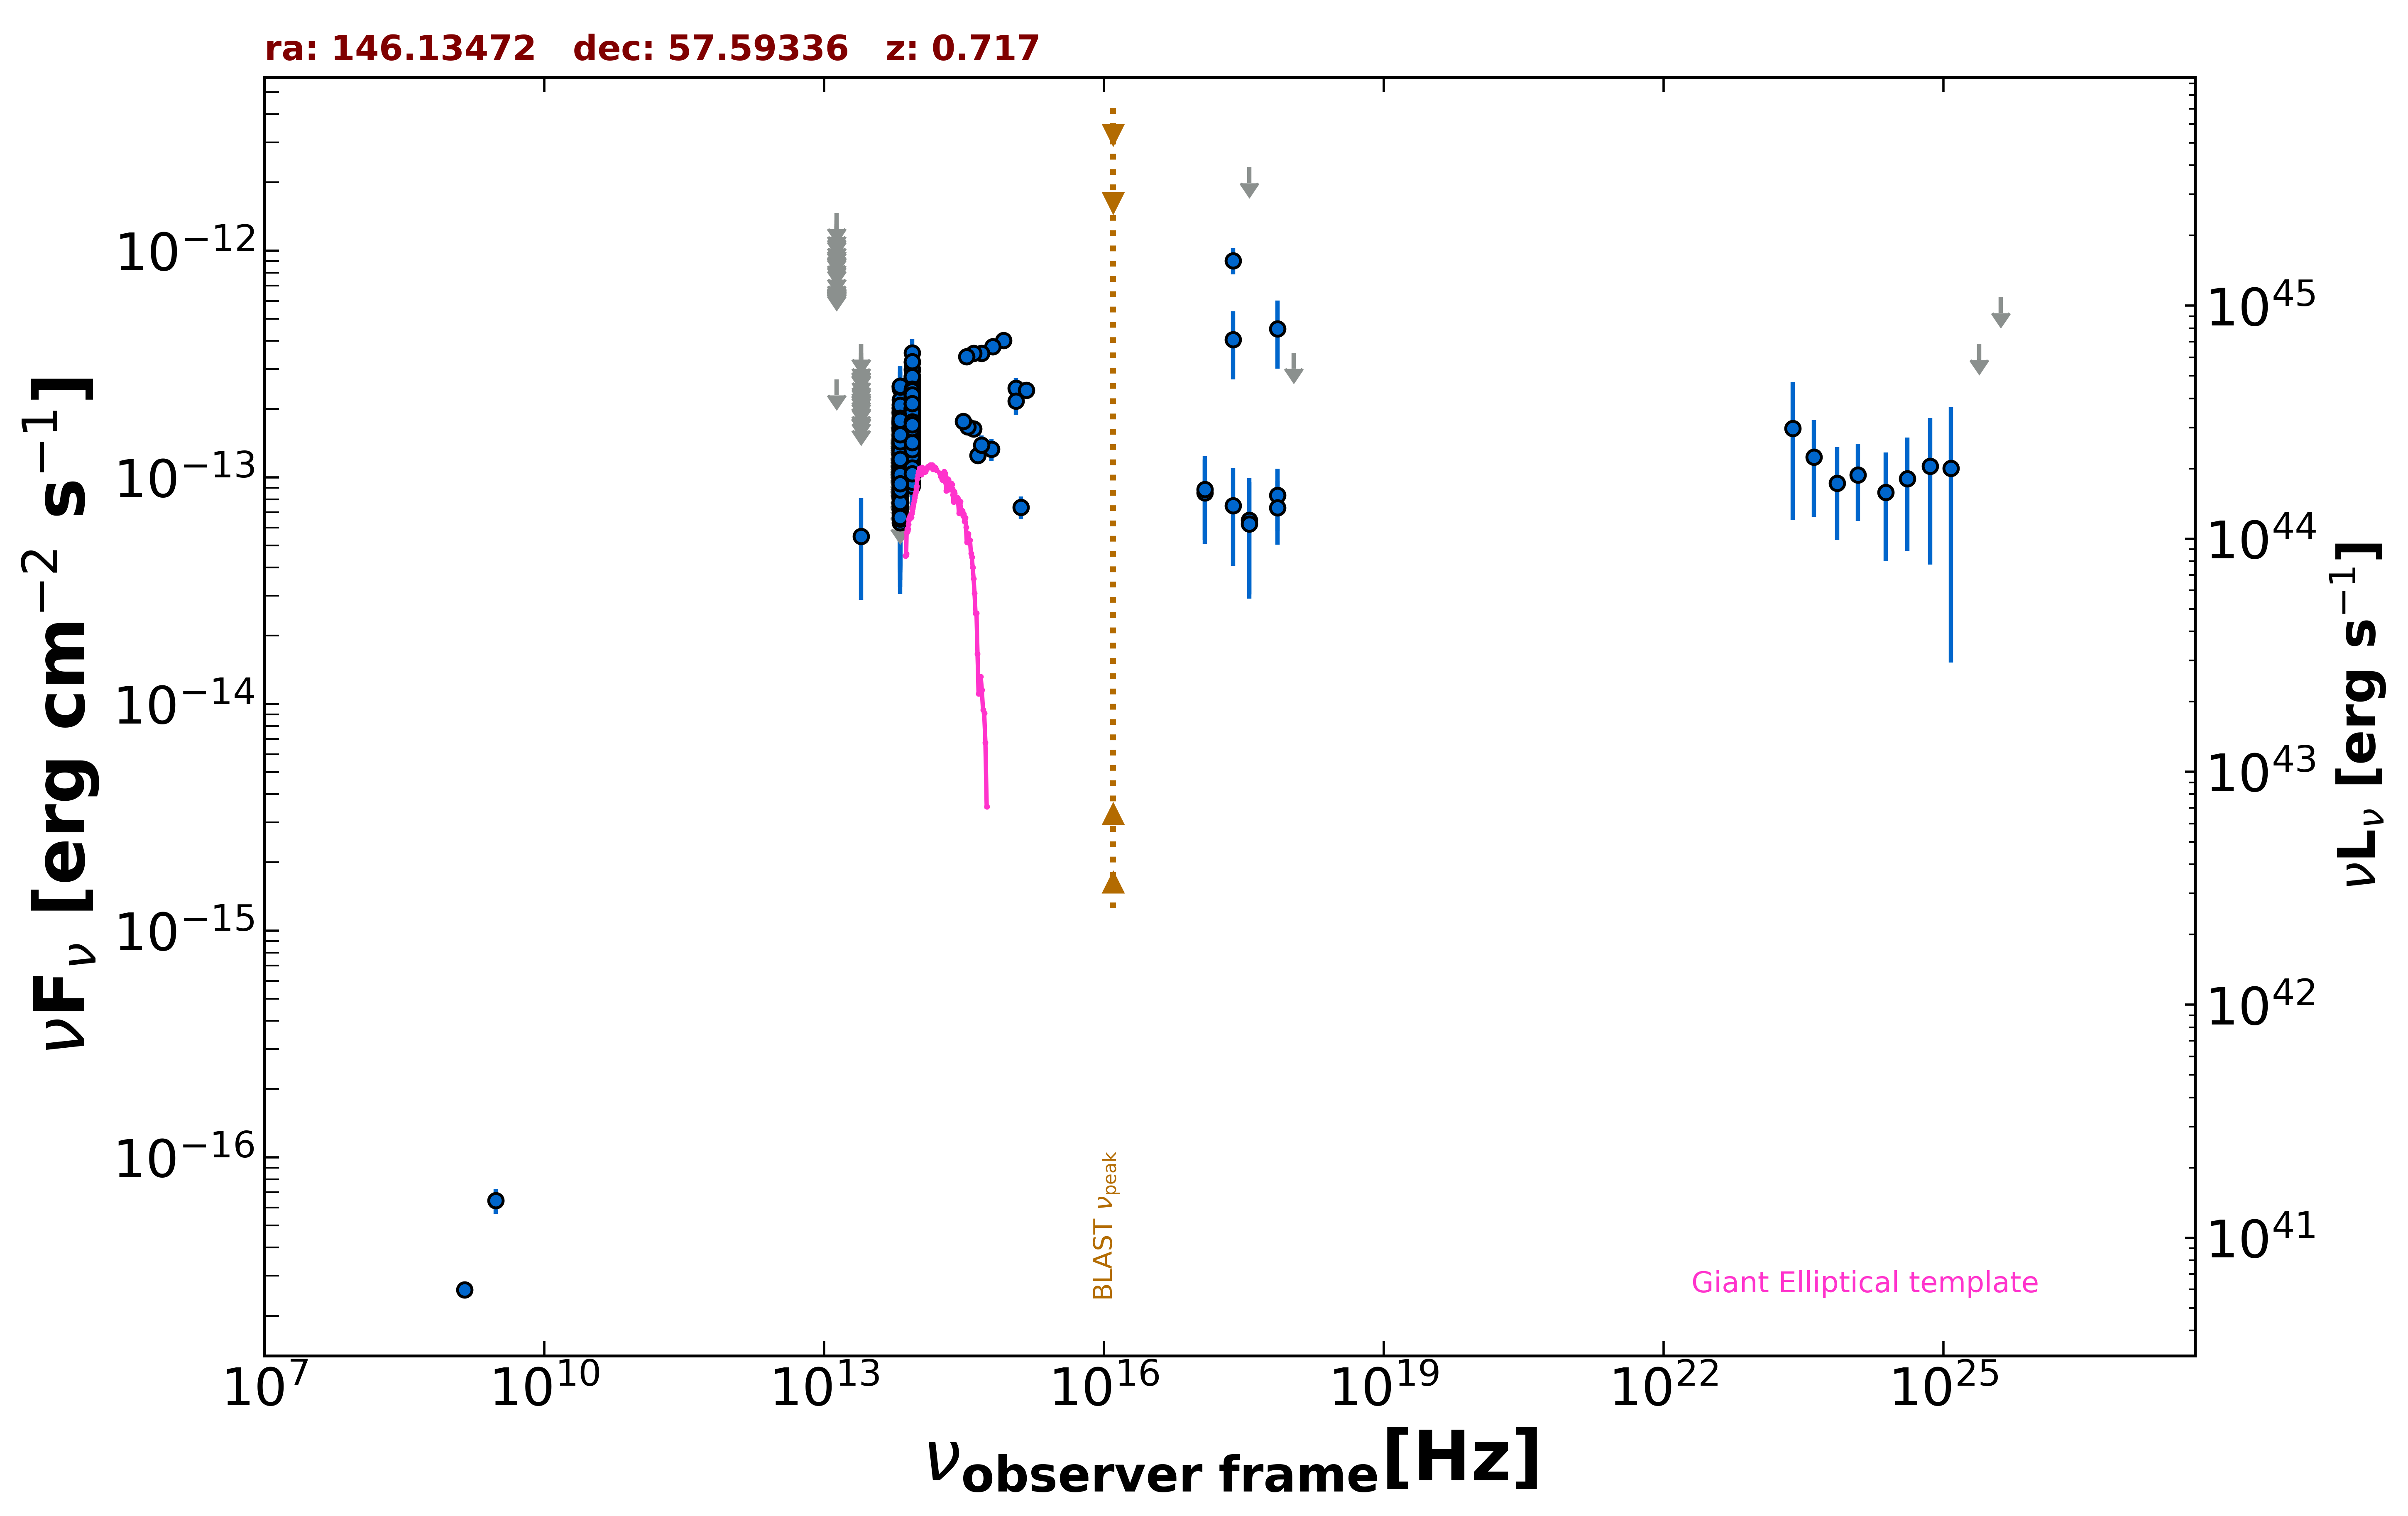 ra: 146.13472 dec: 57.59336 z: 0.717
νF_ν [erg cm^−2 s^−1]
10^−12
10^−13
10^−14
10^−15
10^−16
10^45
10^44
10^43
10^42
10^41
νL_ν [erg s^−1]
BLAST ν_peak
Giant Elliptical template
10^7 10^10 10^13 10^16 10^19 10^22 10^25
ν_observer frame [Hz]